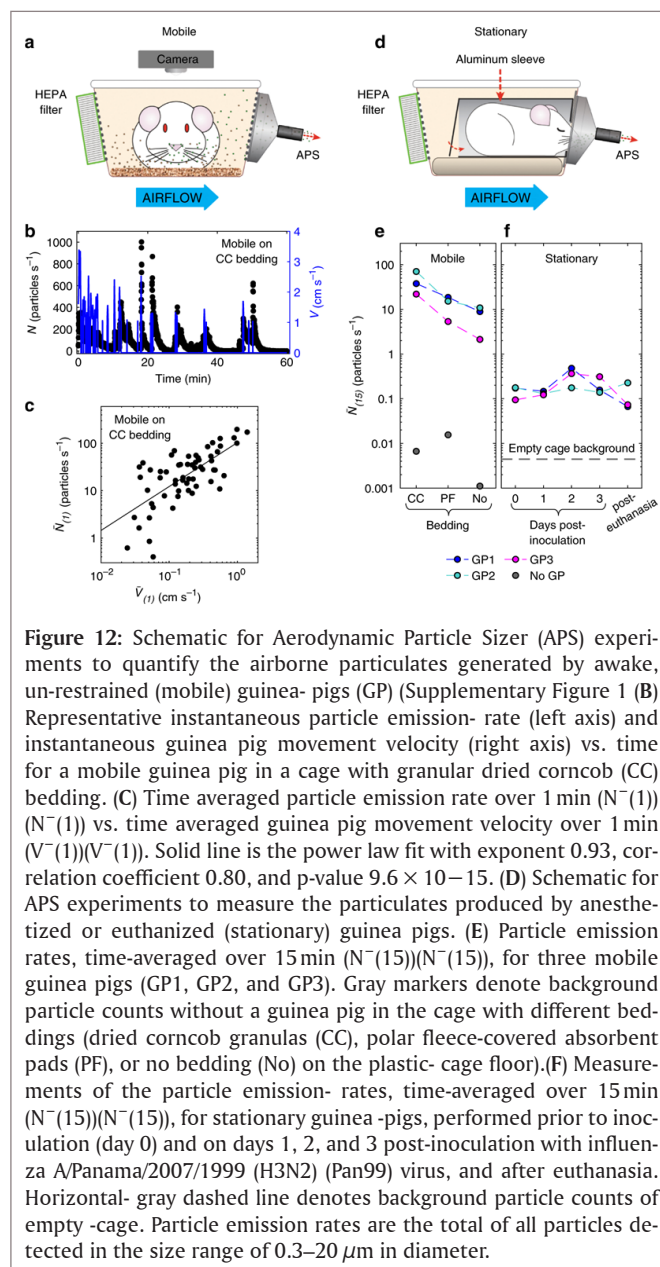 a
Mobile
Camera
HEPA
filter
APS
AIRFLOW
d
Stationary
Aluminum sleeve
HEPA
filter
APS
AIRFLOW
b
Mobile on
CC bedding
N (particles s−1)
1000
800
600
400
200
0
V (cm s−1)
4
3
2
1
0
0 20 40 60
Time (min)
c
Mobile on
CC bedding
N̄(1) (particles s−1)
100
10
1
10−2 10−1 100
V̄(1) (cm s−1)
e
Mobile
f
Stationary
N̄(15) (particles s−1)
100
10
1
0.1
0.01
0.001
Empty cage background
CC PF No
Bedding
0 1 2 3
Days post-
inoculation
post-
euthanasia
GP1 GP3
GP2 No GP
Figure 12: Schematic for Aerodynamic Particle Sizer (APS) experi-
ments to quantify the airborne particulates generated by awake,
un-restrained (mobile) guinea- pigs (GP) (Supplementary Figure 1 (B)
Representative instantaneous particle emission- rate (left axis) and
instantaneous guinea pig movement velocity (right axis) vs. time
for a mobile guinea pig in a cage with granular dried corncob (CC)
bedding. (C) Time averaged particle emission rate over 1 min (N⁻(1))
(N⁻(1)) vs. time averaged guinea pig movement velocity over 1 min
(V⁻(1))(V⁻(1)). Solid line is the power law fit with exponent 0.93, cor-
relation coefficient 0.80, and p-value 9.6 × 10−15. (D) Schematic for
APS experiments to measure the particulates produced by anesthe-
tized or euthanized (stationary) guinea pigs. (E) Particle emission
rates, time-averaged over 15 min (N⁻(15))(N⁻(15)), for three mobile
guinea pigs (GP1, GP2, and GP3). Gray markers denote background
particle counts without a guinea pig in the cage with different bed-
dings (dried corncob granulas (CC), polar fleece-covered absorbent
pads (PF), or no bedding (No) on the plastic- cage floor).(F) Measure-
ments of the particle emission- rates, time-averaged over 15 min
(N⁻(15))(N⁻(15)), for stationary guinea -pigs, performed prior to inoc-
ulation (day 0) and on days 1, 2, and 3 post-inoculation with influen-
za A/Panama/2007/1999 (H3N2) (Pan99) virus, and after euthanasia.
Horizontal- gray dashed line denotes background particle counts of
empty -cage. Particle emission rates are the total of all particles de-
tected in the size range of 0.3–20 μm in diameter.